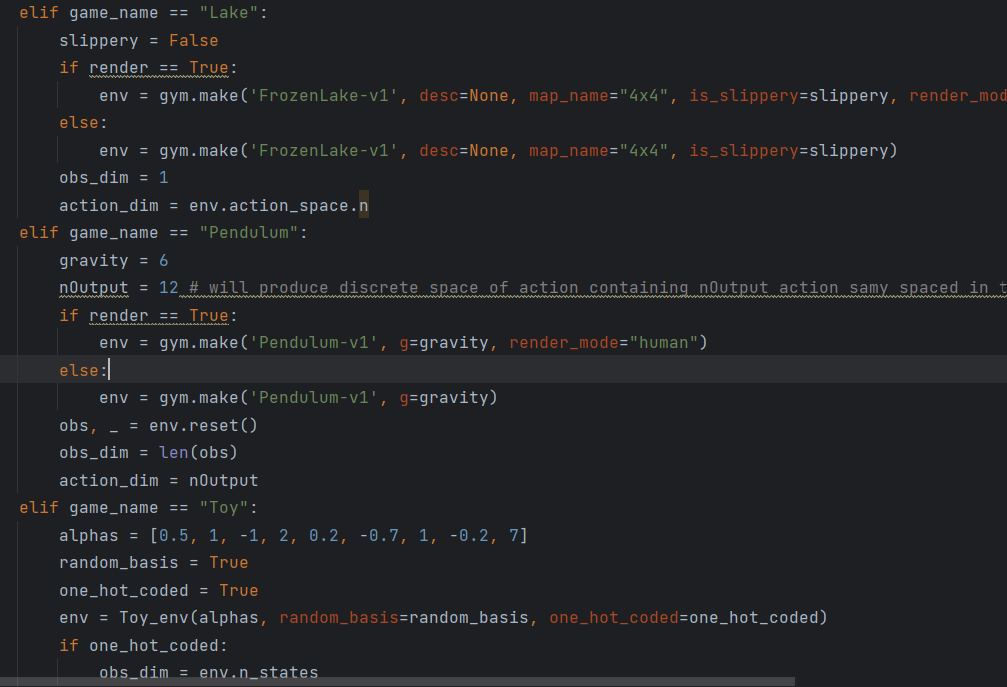 elif game_name == "Lake":
    slippery = False
    if render == True:
        env = gym.make('FrozenLake-v1', desc=None, map_name="4x4", is_slippery=slippery, render_mod
    else:
        env = gym.make('FrozenLake-v1', desc=None, map_name="4x4", is_slippery=slippery)
    obs_dim = 1
    action_dim = env.action_space.n
elif game_name == "Pendulum":
    gravity = 6
    nOutput = 12 # will produce discrete space of action containing nOutput action samy spaced in t
    if render == True:
        env = gym.make('Pendulum-v1', g=gravity, render_mode="human")
    else:
        env = gym.make('Pendulum-v1', g=gravity)
    obs, _ = env.reset()
    obs_dim = len(obs)
    action_dim = nOutput
elif game_name == "Toy":
    alphas = [0.5, 1, -1, 2, 0.2, -0.7, 1, -0.2, 7]
    random_basis = True
    one_hot_coded = True
    env = Toy_env(alphas, random_basis=random_basis, one_hot_coded=one_hot_coded)
    if one_hot_coded:
        obs_dim = env.n_states